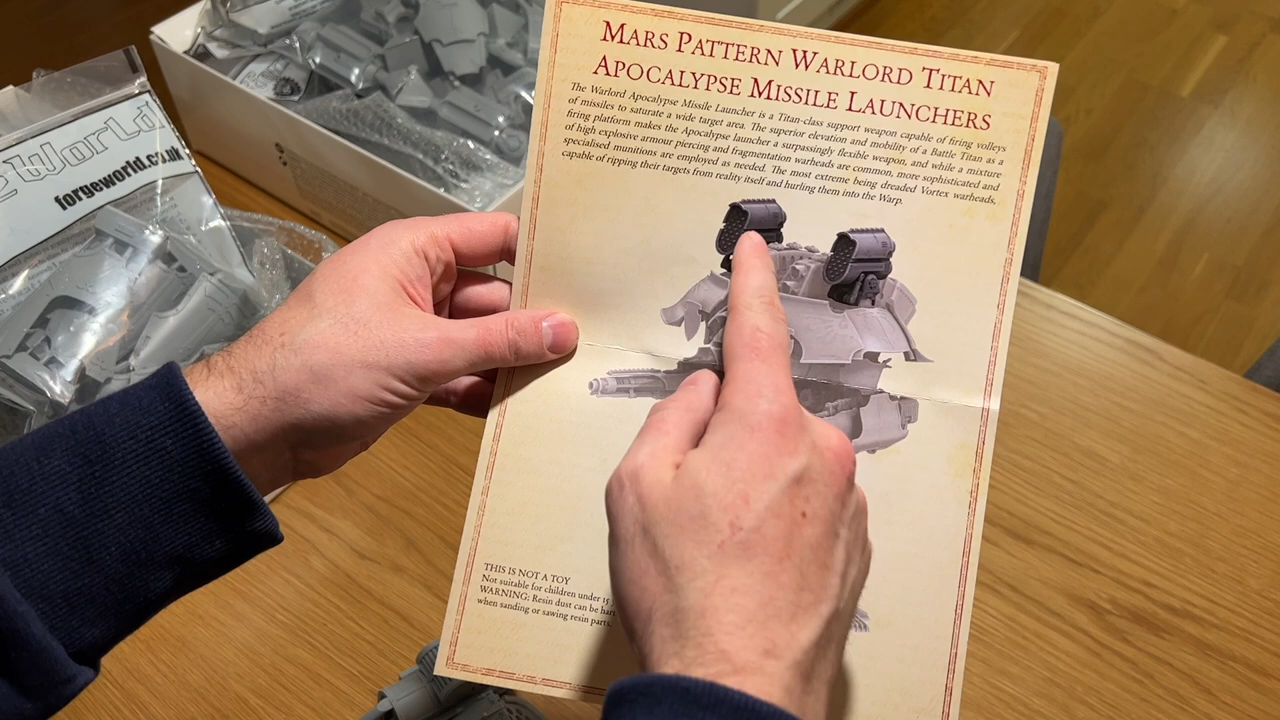 World
forgeworld.co.uk
MARS PATTERN WARLORD TITAN
APOCALYPSE MISSILE LAUNCHERS
The Warlord Apocalypse Missile Launcher is a Titan-class support weapon capable of firing volleys
of missiles to saturate a wide target area. The superior elevation and mobility of a Battle Titan as a
firing platform makes the Apocalypse launcher a surpassingly flexible weapon, and while a mixture
of high explosive armour piercing and fragmentation warheads are common, more sophisticated and
specialised munitions are employed as needed. The most extreme being dreaded Vortex warheads,
capable of ripping their targets from reality itself and hurling them into the Warp.
THIS IS NOT A TOY
Not suitable for children under 15
WARNING: Resin dust can be
when sanding or sawing resin parts.